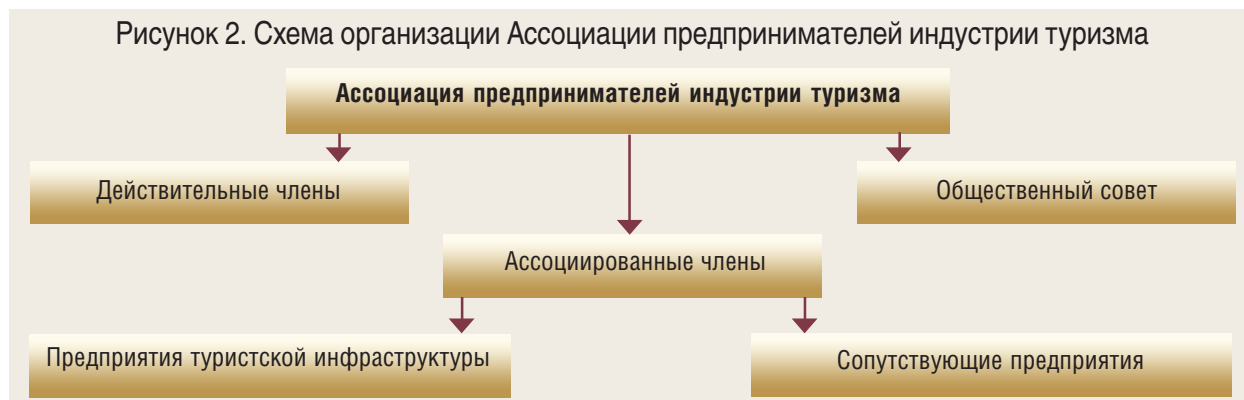 Рисунок 2. Схема организации Ассоциации предпринимателей индустрии туризма
Ассоциация предпринимателей индустрии туризма
Действительные члены
Общественный совет
Ассоциированные члены
Предприятия туристской инфраструктуры
Сопутствующие предприятия